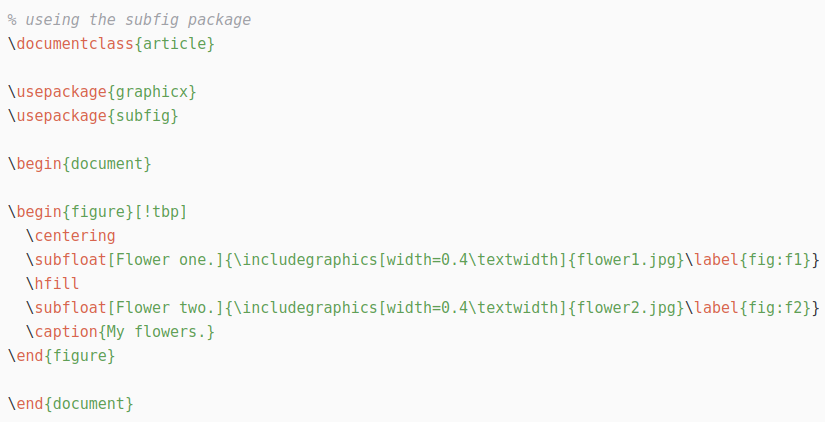 % useing the subfig package
\documentclass{article}
\usepackage{graphicx}
\usepackage{subfig}
\begin{document}
\begin{figure}[!tbp]
\centering
\subfloat[Flower one.]{\includegraphics[width=0.4\textwidth]{flower1.jpg}\label{fig:f1}}
\hfill
\subfloat[Flower two.]{\includegraphics[width=0.4\textwidth]{flower2.jpg}\label{fig:f2}}
\caption{My flowers.}
\end{figure}
\end{document}